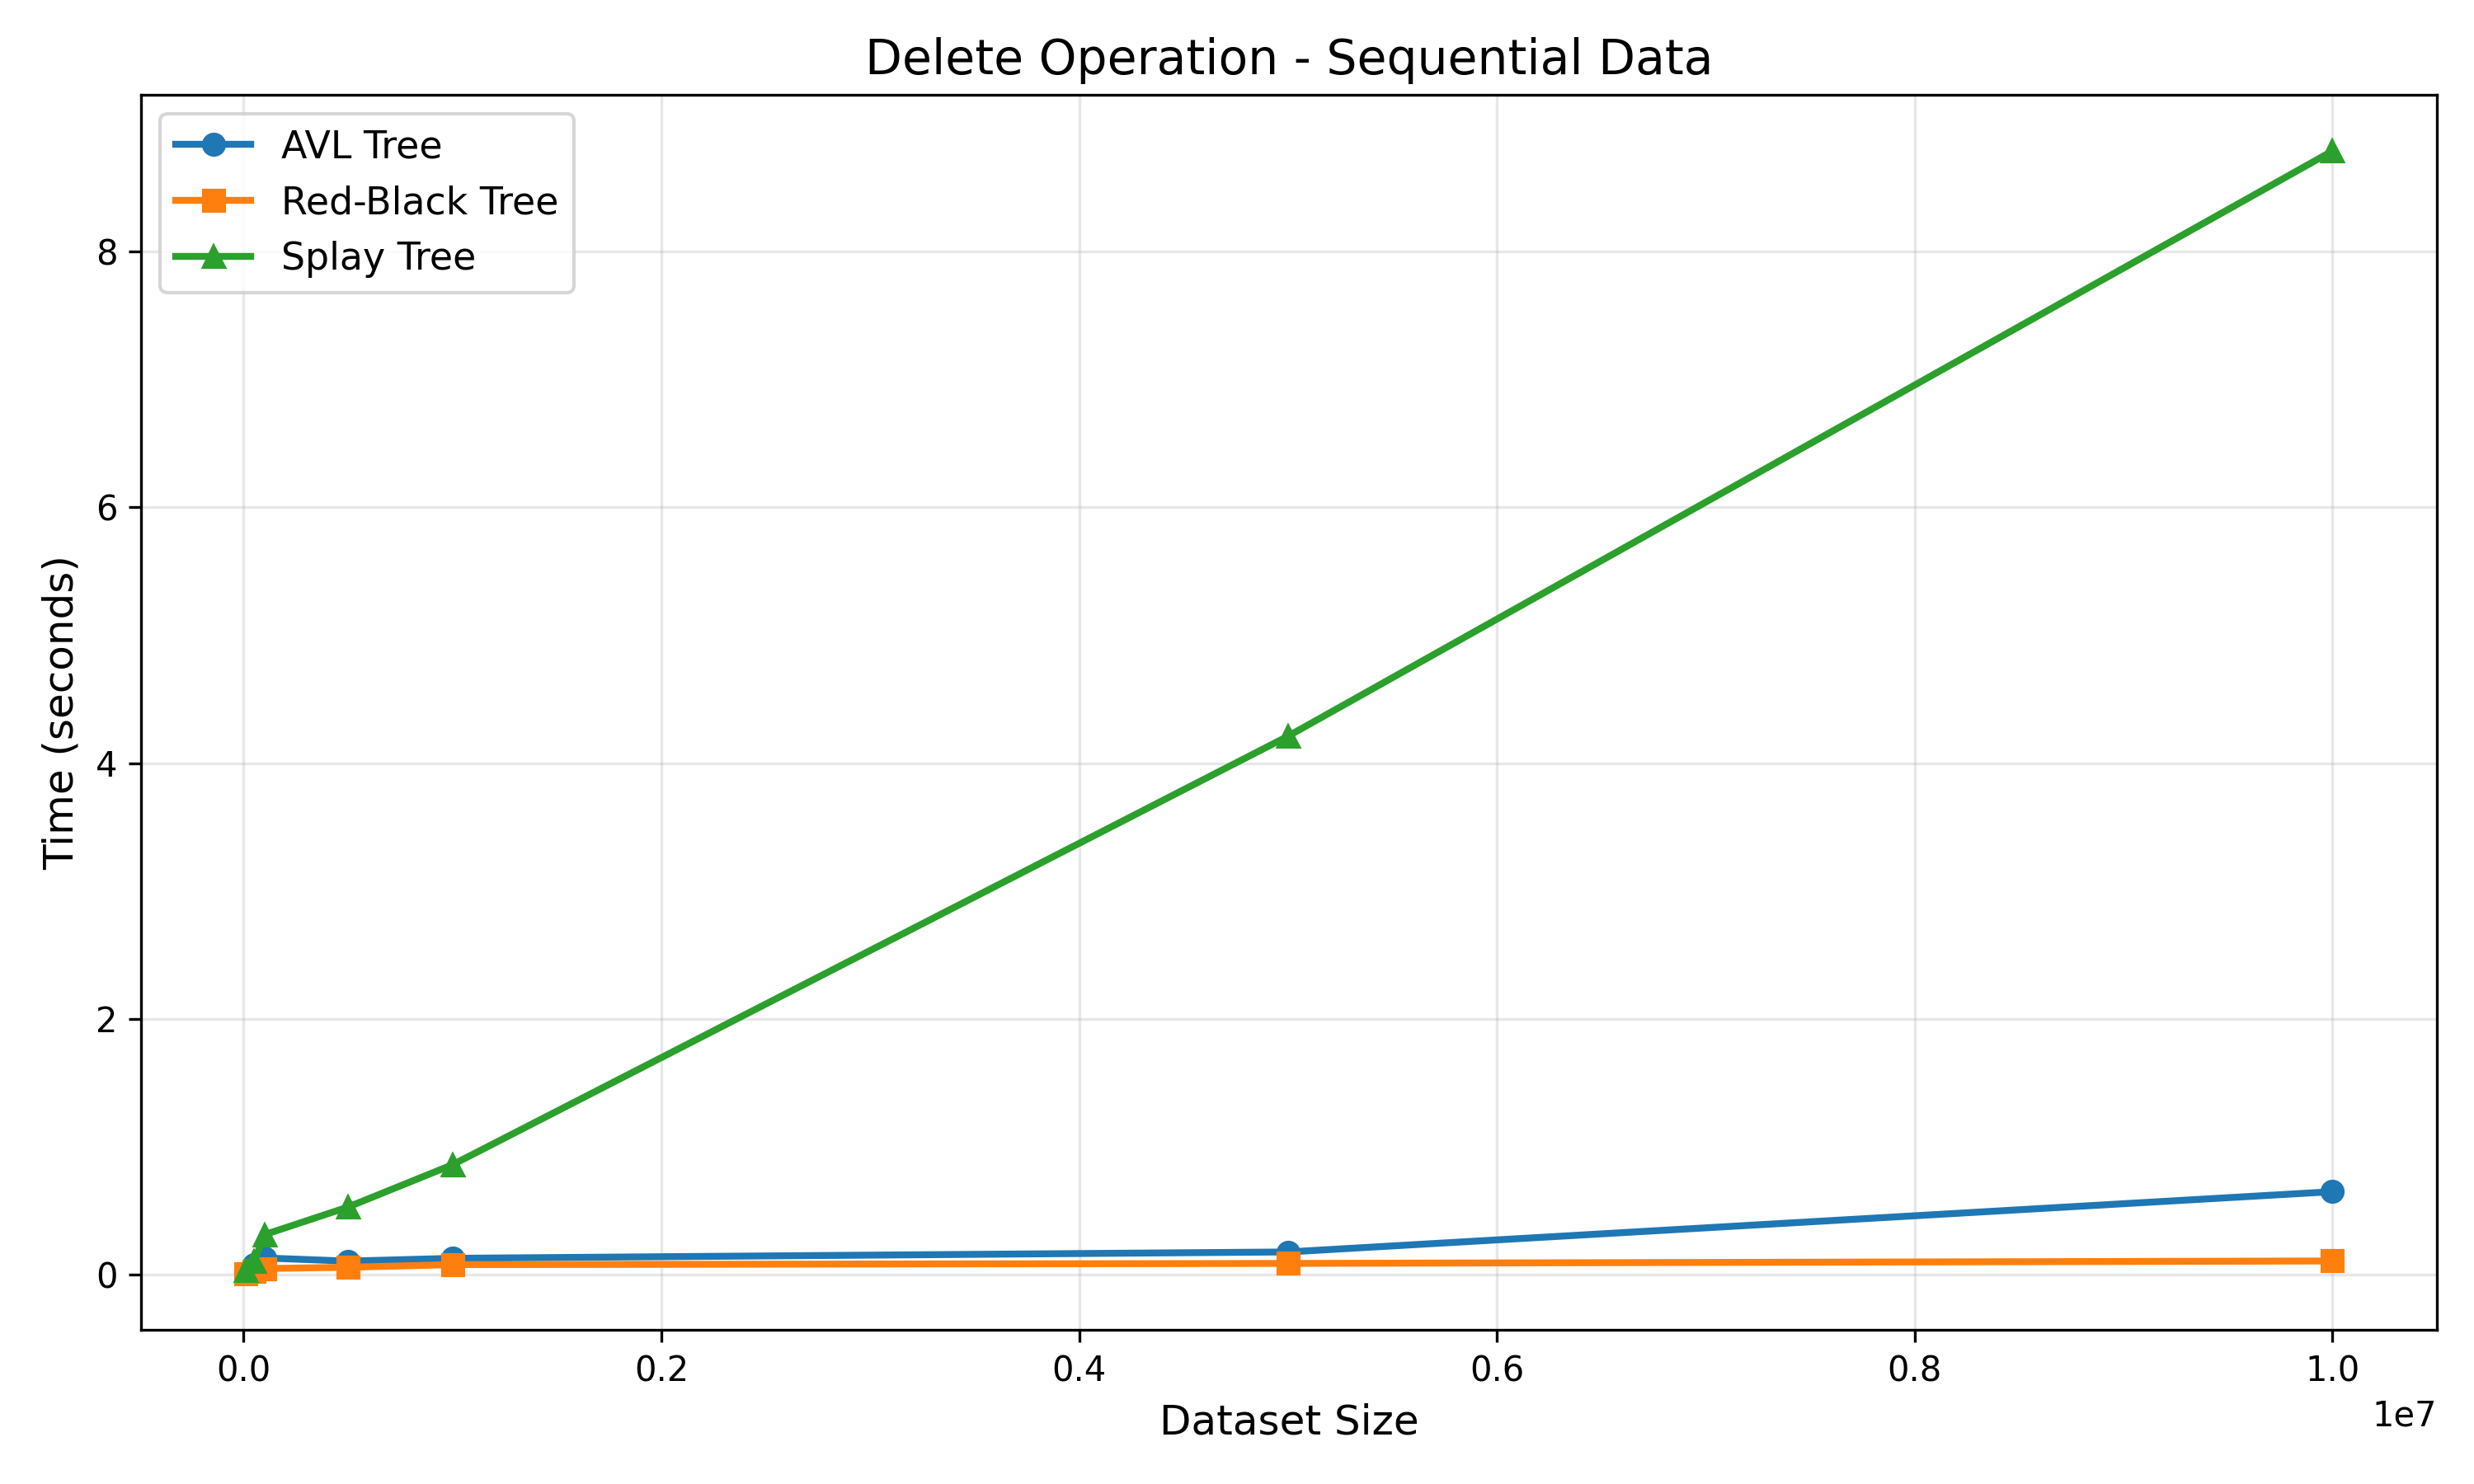 Delete Operation - Sequential Data
AVL Tree
Red-Black Tree
Splay Tree
8
6
4
2
0
Time (seconds)
0.0 0.2 0.4 0.6 0.8 1.0
1e7
Dataset Size